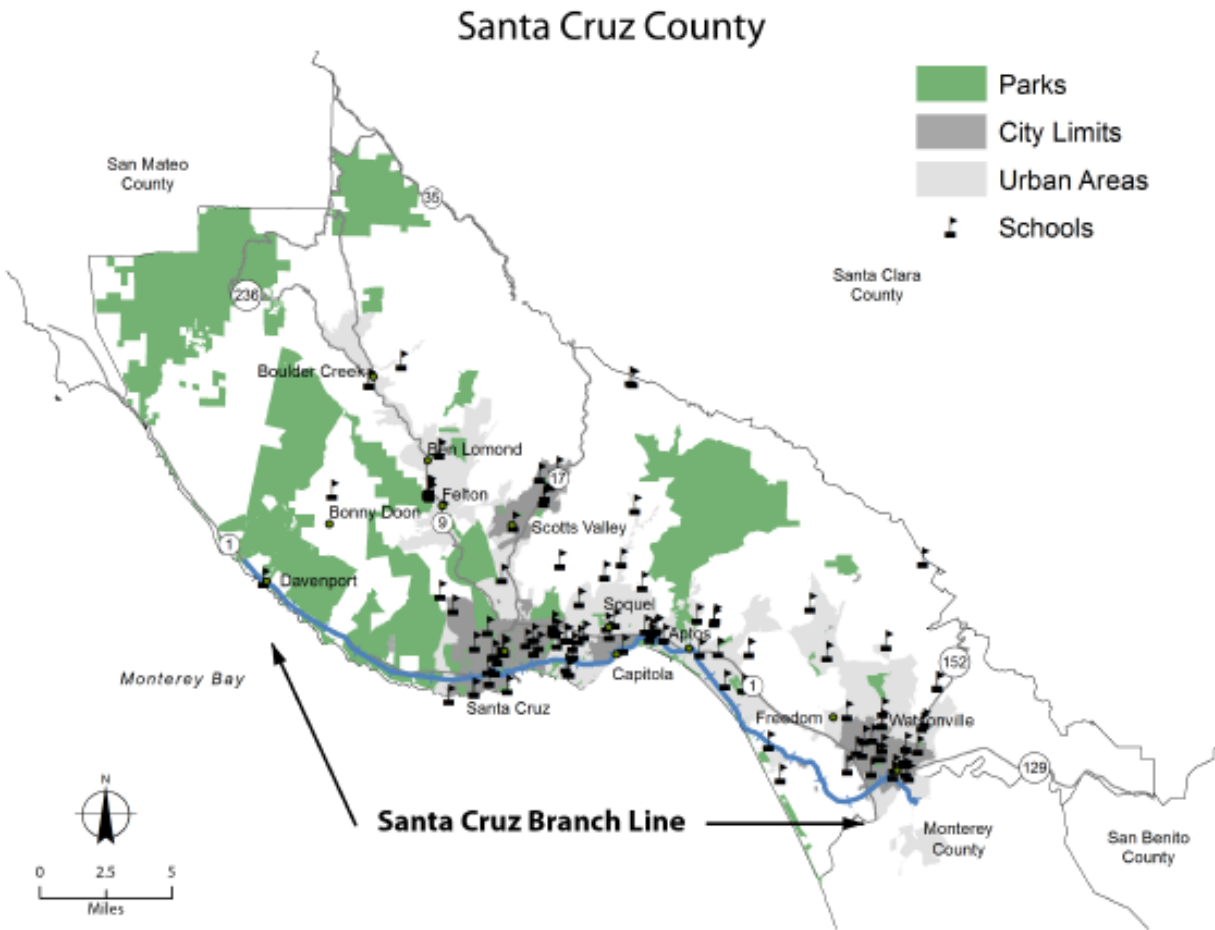 Santa Cruz County
Parks
City Limits
Urban Areas
Schools
San Mateo
County
35
Santa Clara
County
236
Boulder Creek
Ben Lomond
17
Felton
Bonny Doon
9
Scotts Valley
1
Davenport
Soquel
Aptos
152
Monterey Bay
Capitola
1
Santa Cruz
Freedom
Watsonville
129
N
Santa Cruz Branch Line
Monterey
County
San Benito
County
0 2.5 5
Miles